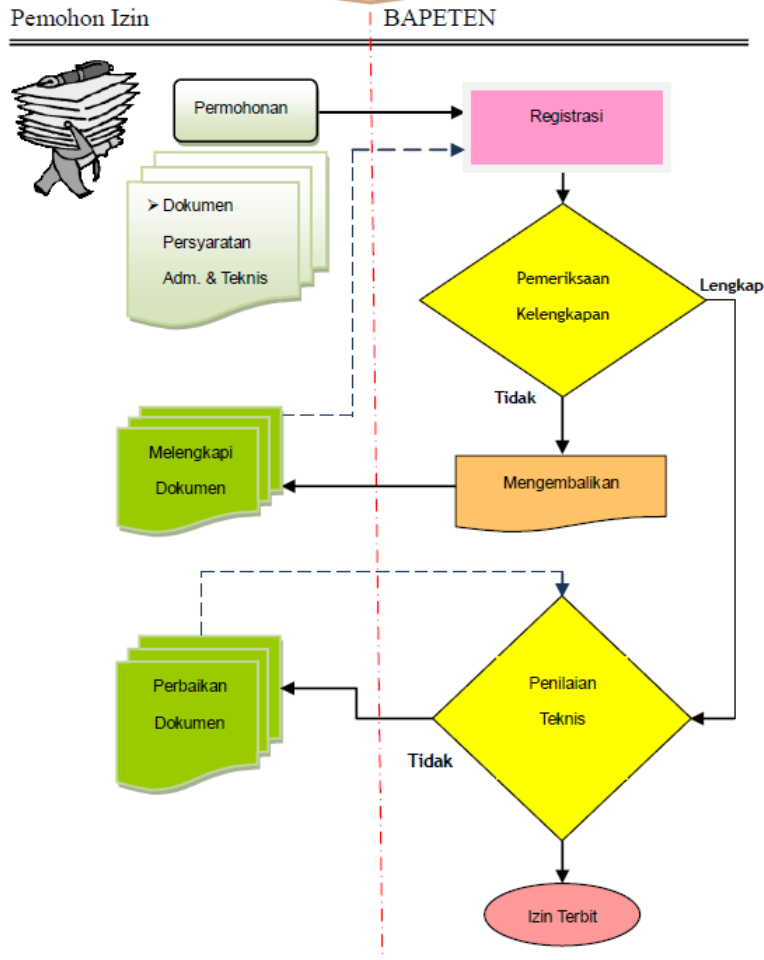 Pemohon Izin
BAPETEN
Permohonan
Registrasi
➢ Dokumen
Persyaratan
Adm. & Teknis
Pemeriksaan
Kelengkapan
Lengkap
Tidak
Melengkapi
Dokumen
Mengembalikan
Perbaikan
Dokumen
Penilaian
Teknis
Tidak
Izin Terbit